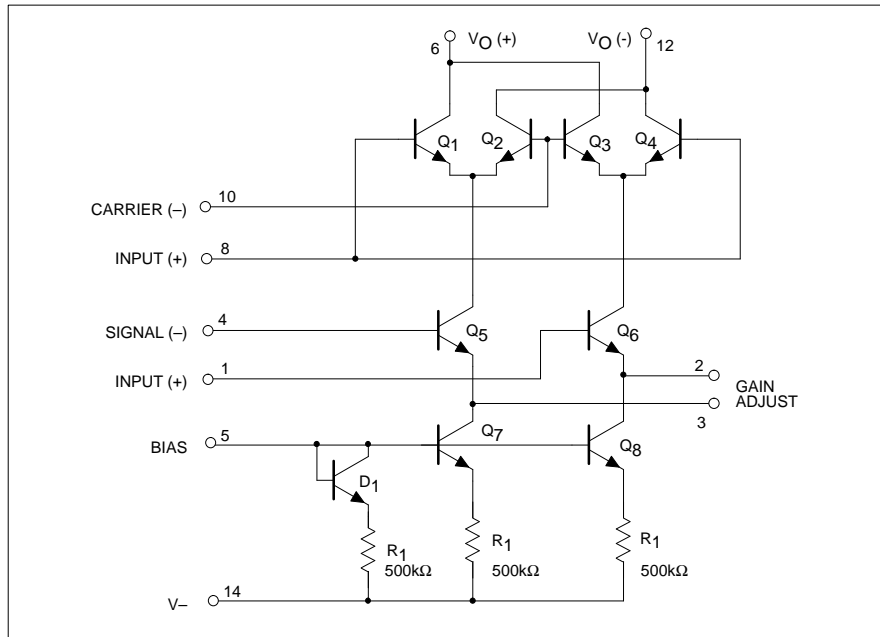 VO (+)
VO (-)
6
12
Q1
Q2
Q3
Q4
CARRIER (–)
10
INPUT (+)
8
SIGNAL (–)
4
Q5
Q6
INPUT (+)
1
2
GAIN
ADJUST
3
BIAS
5
Q7
Q8
D1
R1
500kΩ
R1
500kΩ
R1
500kΩ
V–
14